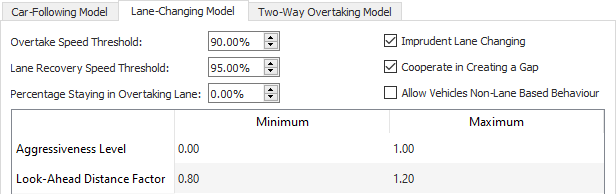 Car-Following Model Lane-Changing Model Two-Way Overtaking Model
Overtake Speed Threshold: 90.00% Imprudent Lane Changing
Lane Recovery Speed Threshold: 95.00% Cooperate in Creating a Gap
Percentage Staying in Overtaking Lane: 0.00% Allow Vehicles Non-Lane Based Behaviour
Minimum Maximum
Aggressiveness Level 0.00 1.00
Look-Ahead Distance Factor 0.80 1.20